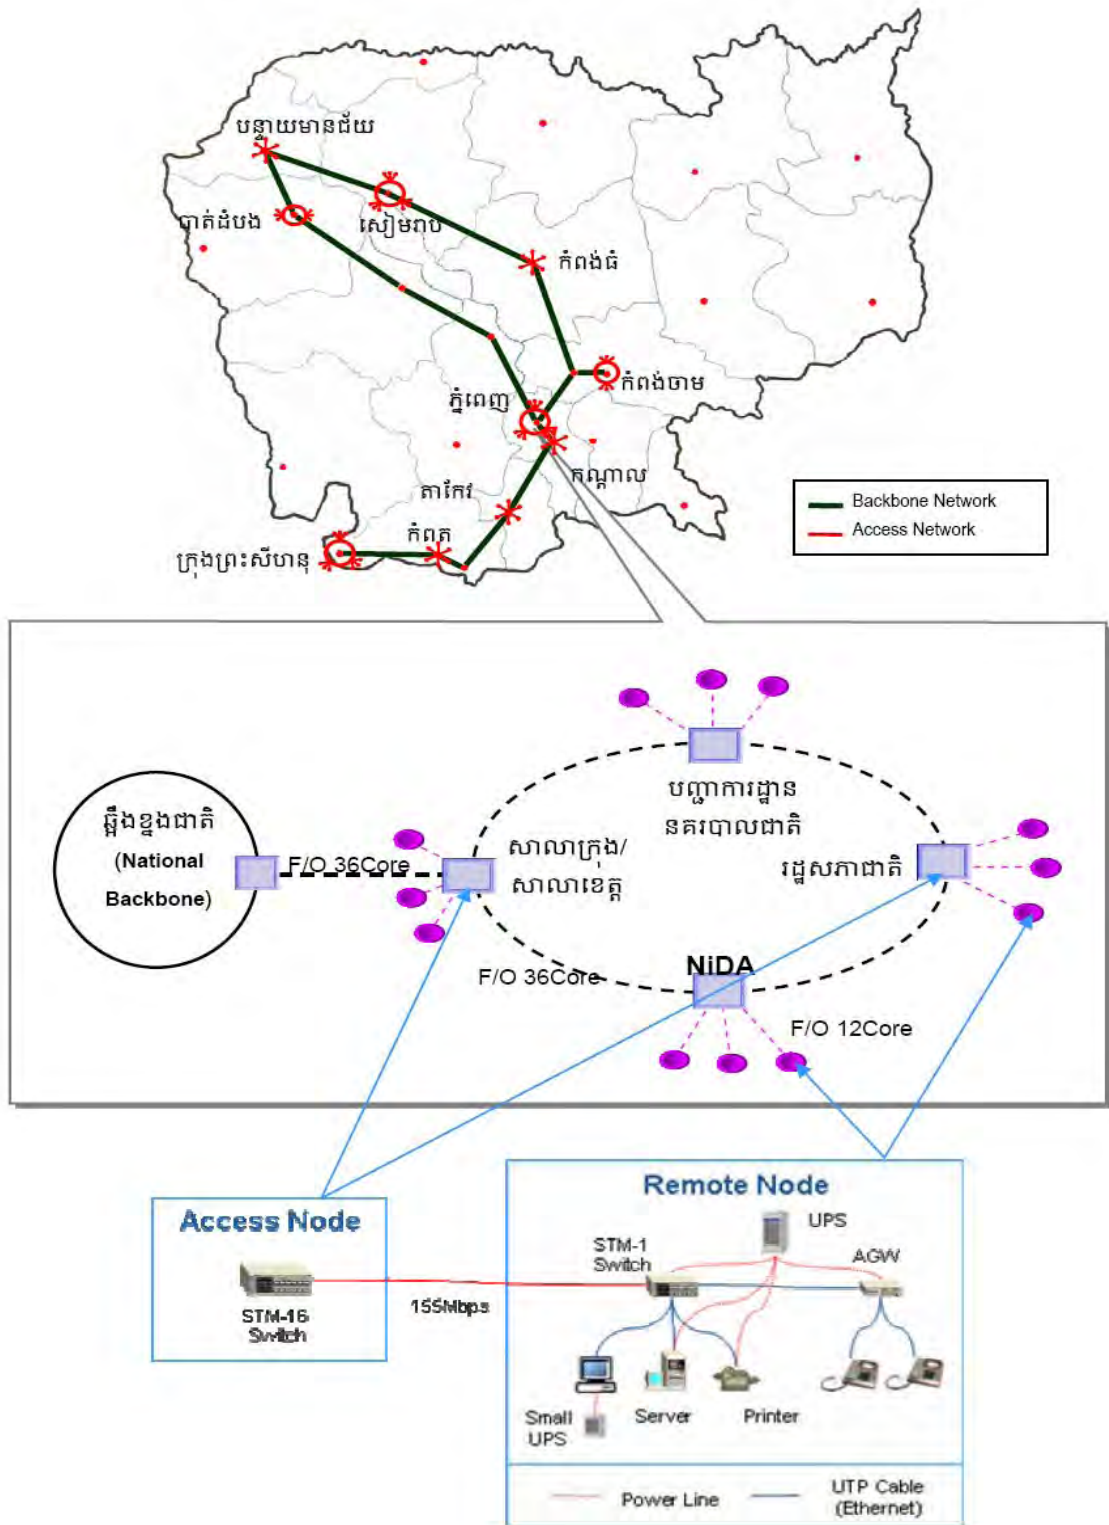 បន្ទាយមានជ័យ
បាត់ដំបង
សៀមរាប
កំពង់ធំ
កំពង់ចាម
ភ្នំពេញ
កណ្តាល
តាកែវ
កំពត
ក្រុងព្រះសីហនុ
Backbone Network
Access Network
ឆ្អឹងខ្នងជាតិ
(National
Backbone)
F/O 36Core
សាលាក្រុង/
សាលាខេត្ត
បញ្ជាការដ្ឋាន
នគរបាលជាតិ
រដ្ឋសភាជាតិ
F/O 36Core
NiDA
F/O 12Core
Access Node
STM-16
Switch
155Mbps
Remote Node
UPS
STM-1
Switch
AGW
Small
UPS
Server
Printer
Power Line
UTP Cable
(Ethernet)